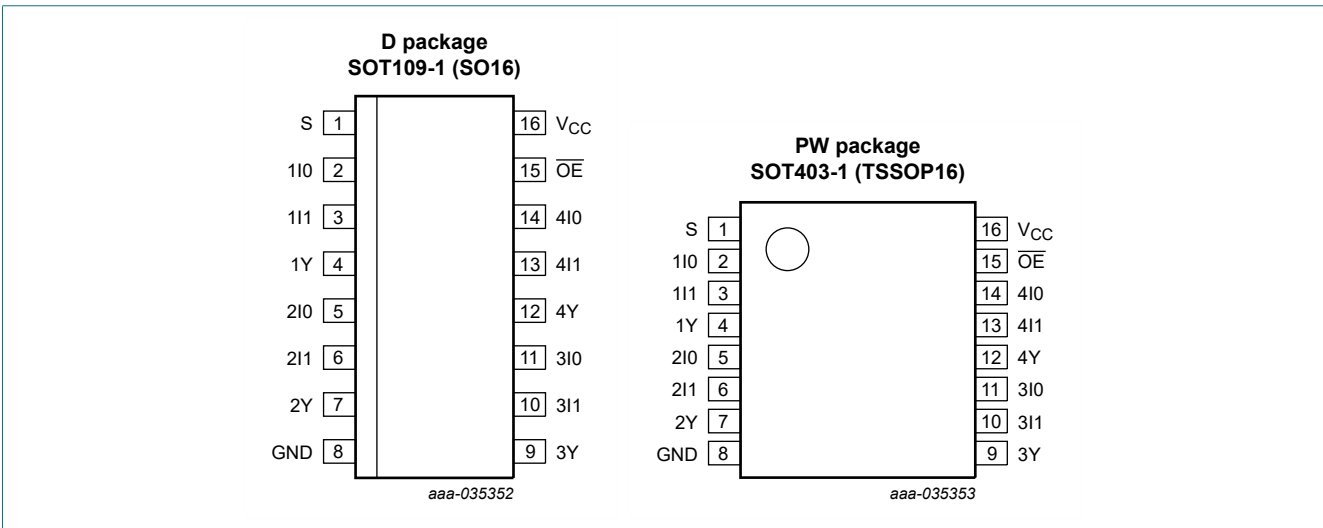 D package
SOT109-1 (SO16)
S 1 16 VCC
1I0 2 15 OE
1I1 3 14 4I0
1Y 4 13 4I1
2I0 5 12 4Y
2I1 6 11 3I0
2Y 7 10 3I1
GND 8 9 3Y
aaa-035352
PW package
SOT403-1 (TSSOP16)
S 1 16 VCC
1I0 2 15 OE
1I1 3 14 4I0
1Y 4 13 4I1
2I0 5 12 4Y
2I1 6 11 3I0
2Y 7 10 3I1
GND 8 9 3Y
aaa-035353